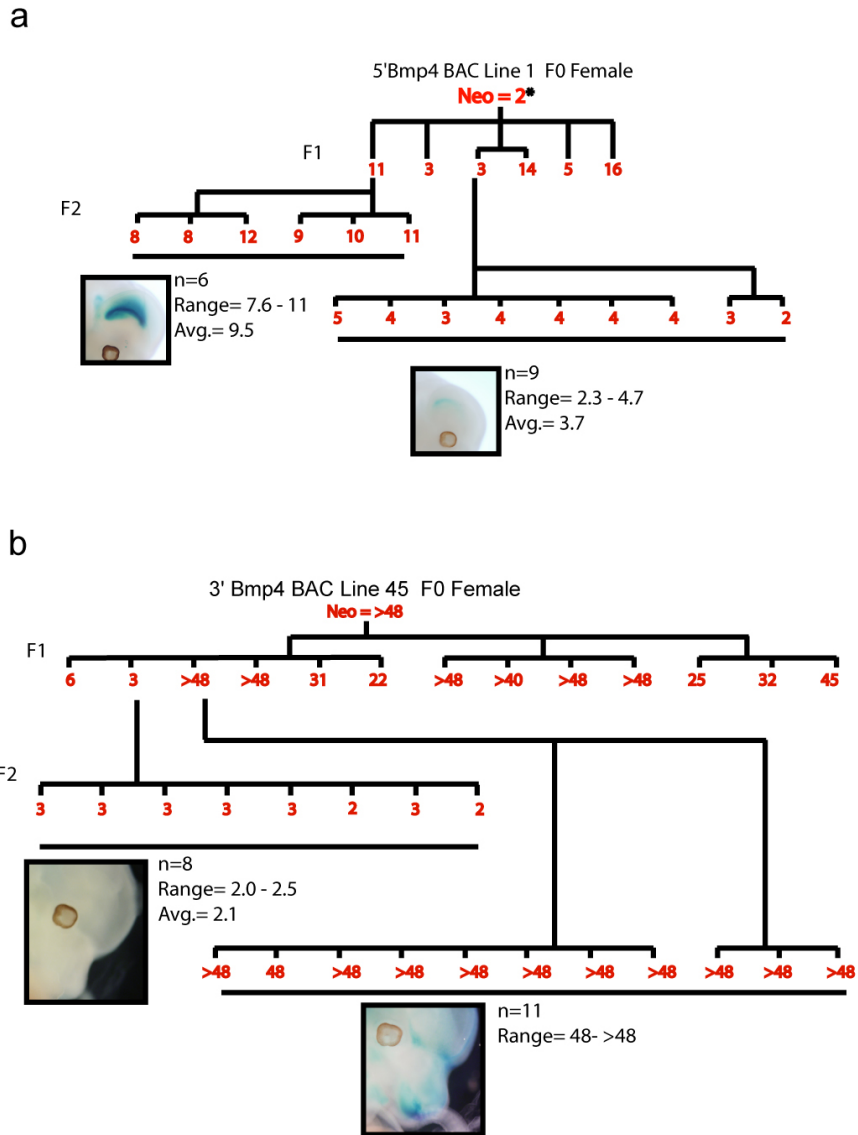 a
5'Bmp4 BAC Line 1 F0 Female
Neo = 2*
F1
11 3 3 14 5 16
F2
8 8 12 9 10 11
n=6
Range= 7.6 - 11
Avg.= 9.5
5 4 3 4 4 4 4 3 2
n=9
Range= 2.3 - 4.7
Avg.= 3.7
b
3' Bmp4 BAC Line 45 F0 Female
Neo = >48
F1
6 3 >48 >48 31 22 >48 >40 >48 >48 25 32 45
F2
3 3 3 3 3 2 3 2
n=8
Range= 2.0 - 2.5
Avg.= 2.1
>48 48 >48 >48 >48 >48 >48 >48 >48 >48 >48
n=11
Range= 48- >48